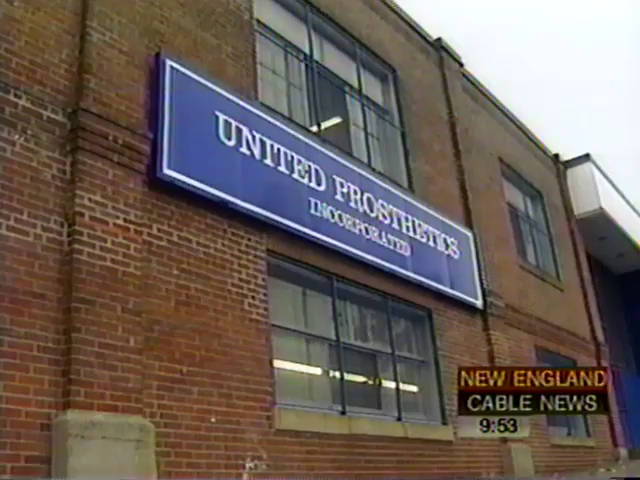 UNITED PROSTHETICS
INCORPORATED
NEW ENGLAND
CABLE NEWS
9:53